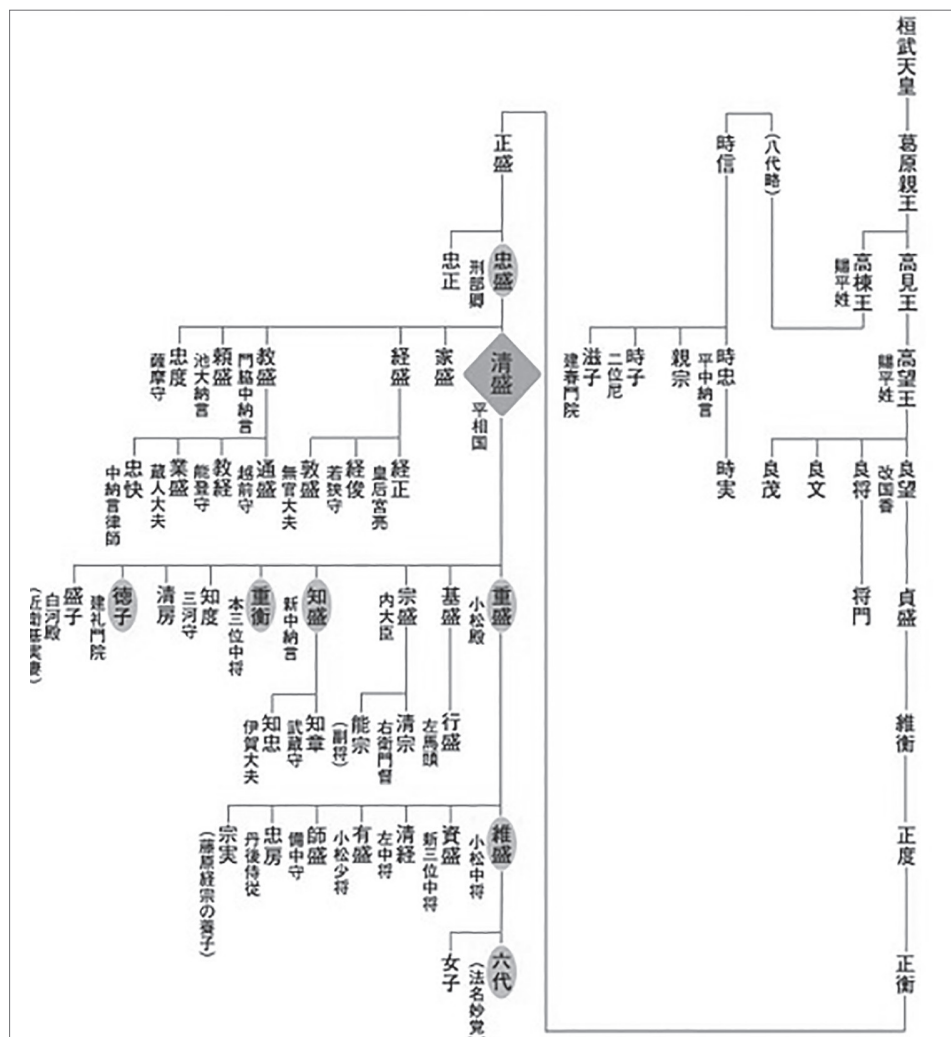 桓武天皇
葛原親王
高見王
高棟王
賜平姓
高望王
賜平姓
良望
改国香
良将
良文
良茂
貞盛
将門
維衡
正度
正衡
(八代略)
時信
時忠
平中納言
親宗
時子
二位尼
滋子
建春門院
時実
正盛
忠盛
刑部卿
忠正
清盛
平相国
家盛
経盛
教盛
門脇中納言
頼盛
池大納言
忠度
薩摩守
経正
皇后宮亮
経俊
若狭守
敦盛
無官大夫
通盛
越前守
教経
能登守
業盛
蔵人大夫
忠快
中納言律師
重盛
小松殿
基盛
宗盛
内大臣
知盛
新中納言
重衡
本三位中将
知度
三河守
清房
徳子
建礼門院
盛子
白河殿
(近衛基実妻)
行盛
左馬頭
清宗
右衛門督
能宗
(副将)
知章
武蔵守
知忠
伊賀大夫
維盛
小松中将
資盛
新三位中将
清経
左中将
有盛
小松少将
師盛
備中守
忠房
丹後侍従
宗実
(藤原経宗の養子)
六代
(法名妙覚
女子